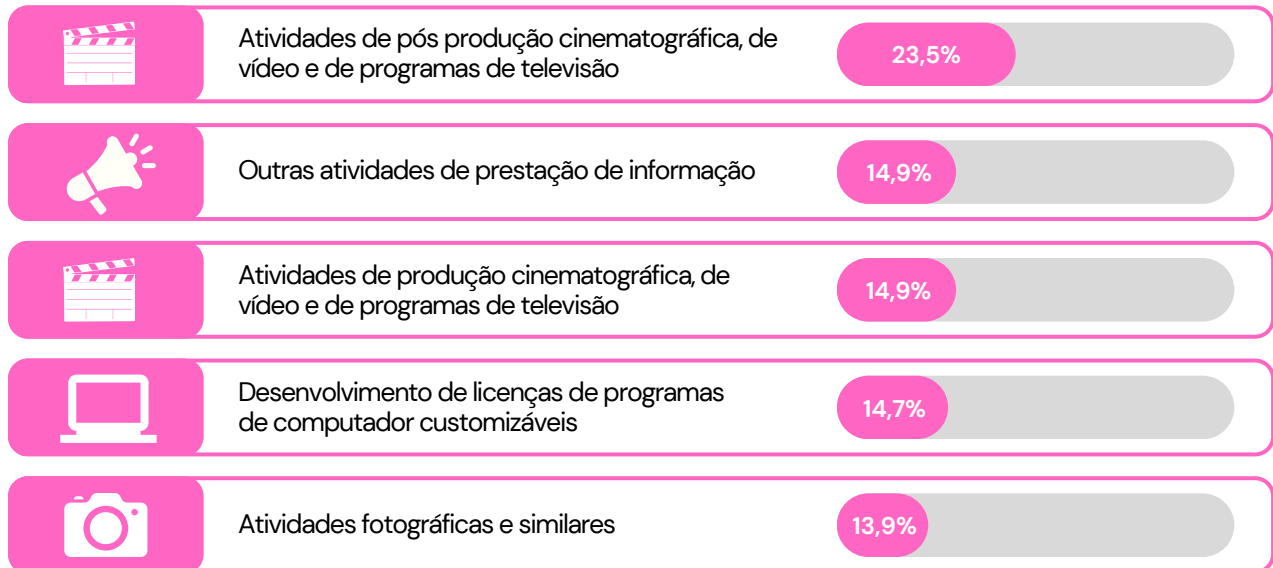 Atividades de pós produção cinematográfica, de
vídeo e de programas de televisão
23,5%
Outras atividades de prestação de informação
14,9%
Atividades de produção cinematográfica, de
vídeo e de programas de televisão
14,9%
Desenvolvimento de licenças de programas
de computador customizáveis
14,7%
Atividades fotográficas e similares
13,9%